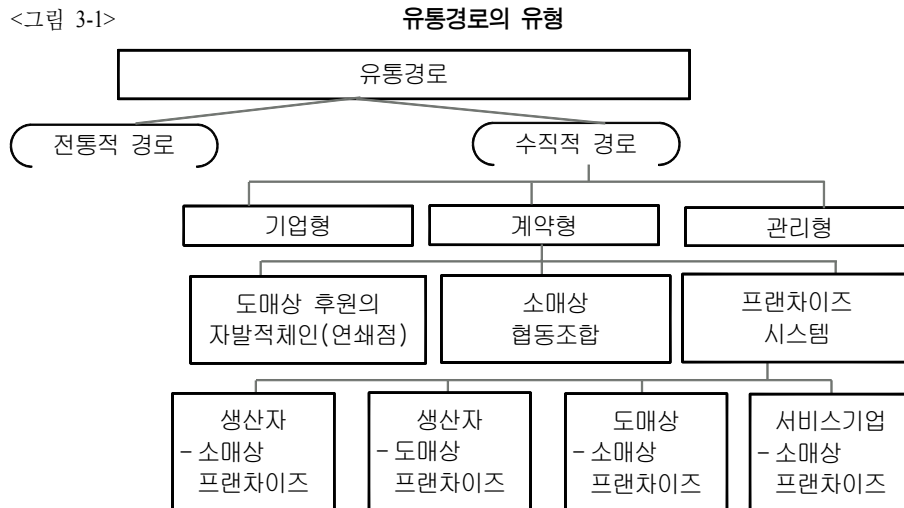 <그림 3-1>
유통경로의 유형
유통경로
전통적 경로
수직적 경로
기업형
계약형
관리형
도매상 후원의
자발적체인(연쇄점)
소매상
협동조합
프랜차이즈
시스템
생산자
- 소매상
프랜차이즈
생산자
- 도매상
프랜차이즈
도매상
- 소매상
프랜차이즈
서비스기업
- 소매상
프랜차이즈